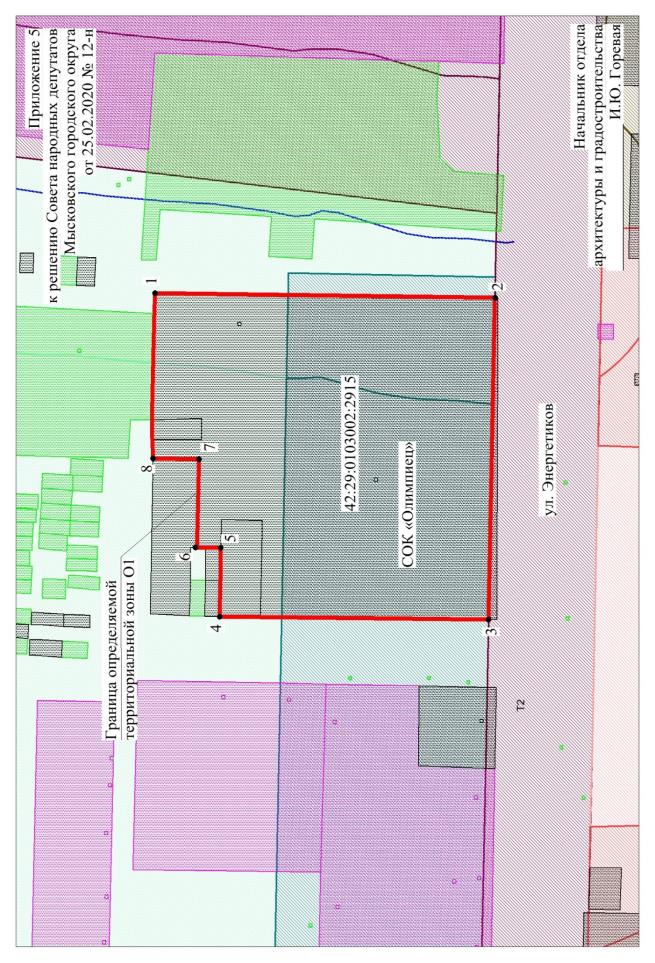 Приложение 5
к решению Совета народных депутатов
Мысковского городского округа
от 25.02.2020 № 12-н
Граница определяемой
территориальной зоны О1
1
8
7
6
5
4
2
3
42:29:0103002:2915
СОК «Олимпиец»
Т2
ул. Энергетиков
Начальник отдела
архитектуры и градостроительства
И.Ю. Горевая